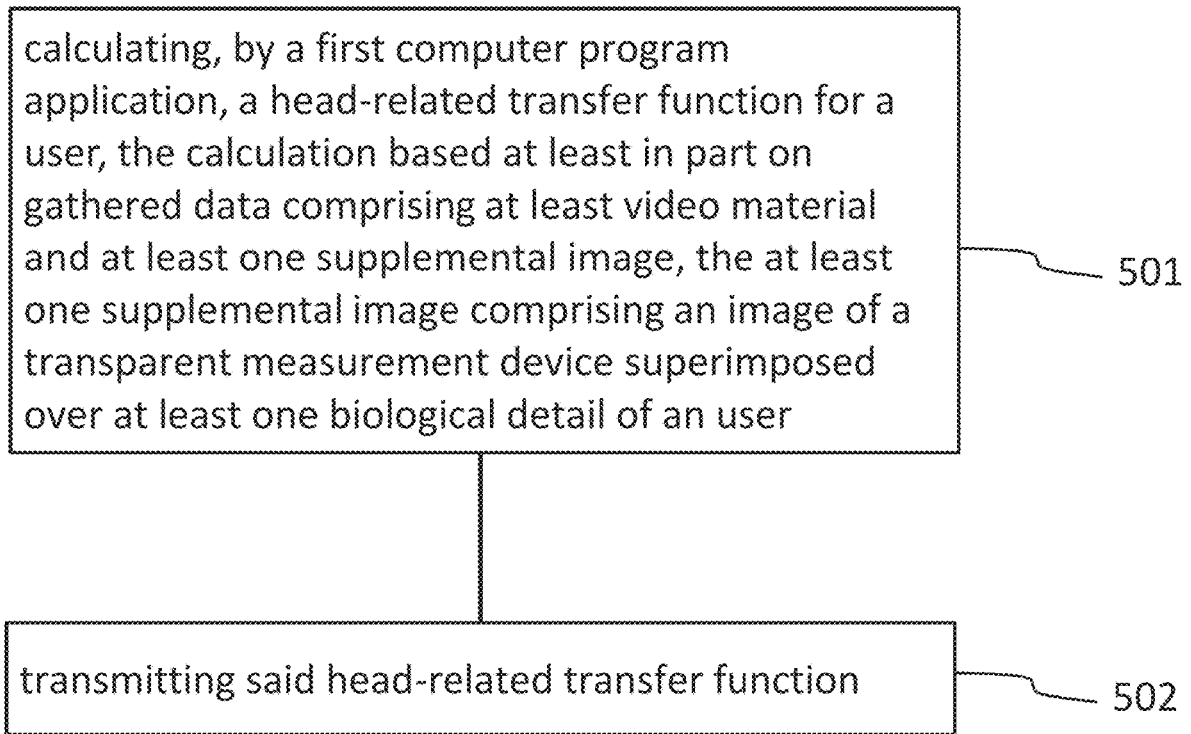 calculating, by a first computer program
application, a head-related transfer function for a
user, the calculation based at least in part on
gathered data comprising at least video material
and at least one supplemental image, the at least
one supplemental image comprising an image of a
transparent measurement device superimposed
over at least one biological detail of an user
501
transmitting said head-related transfer function
502